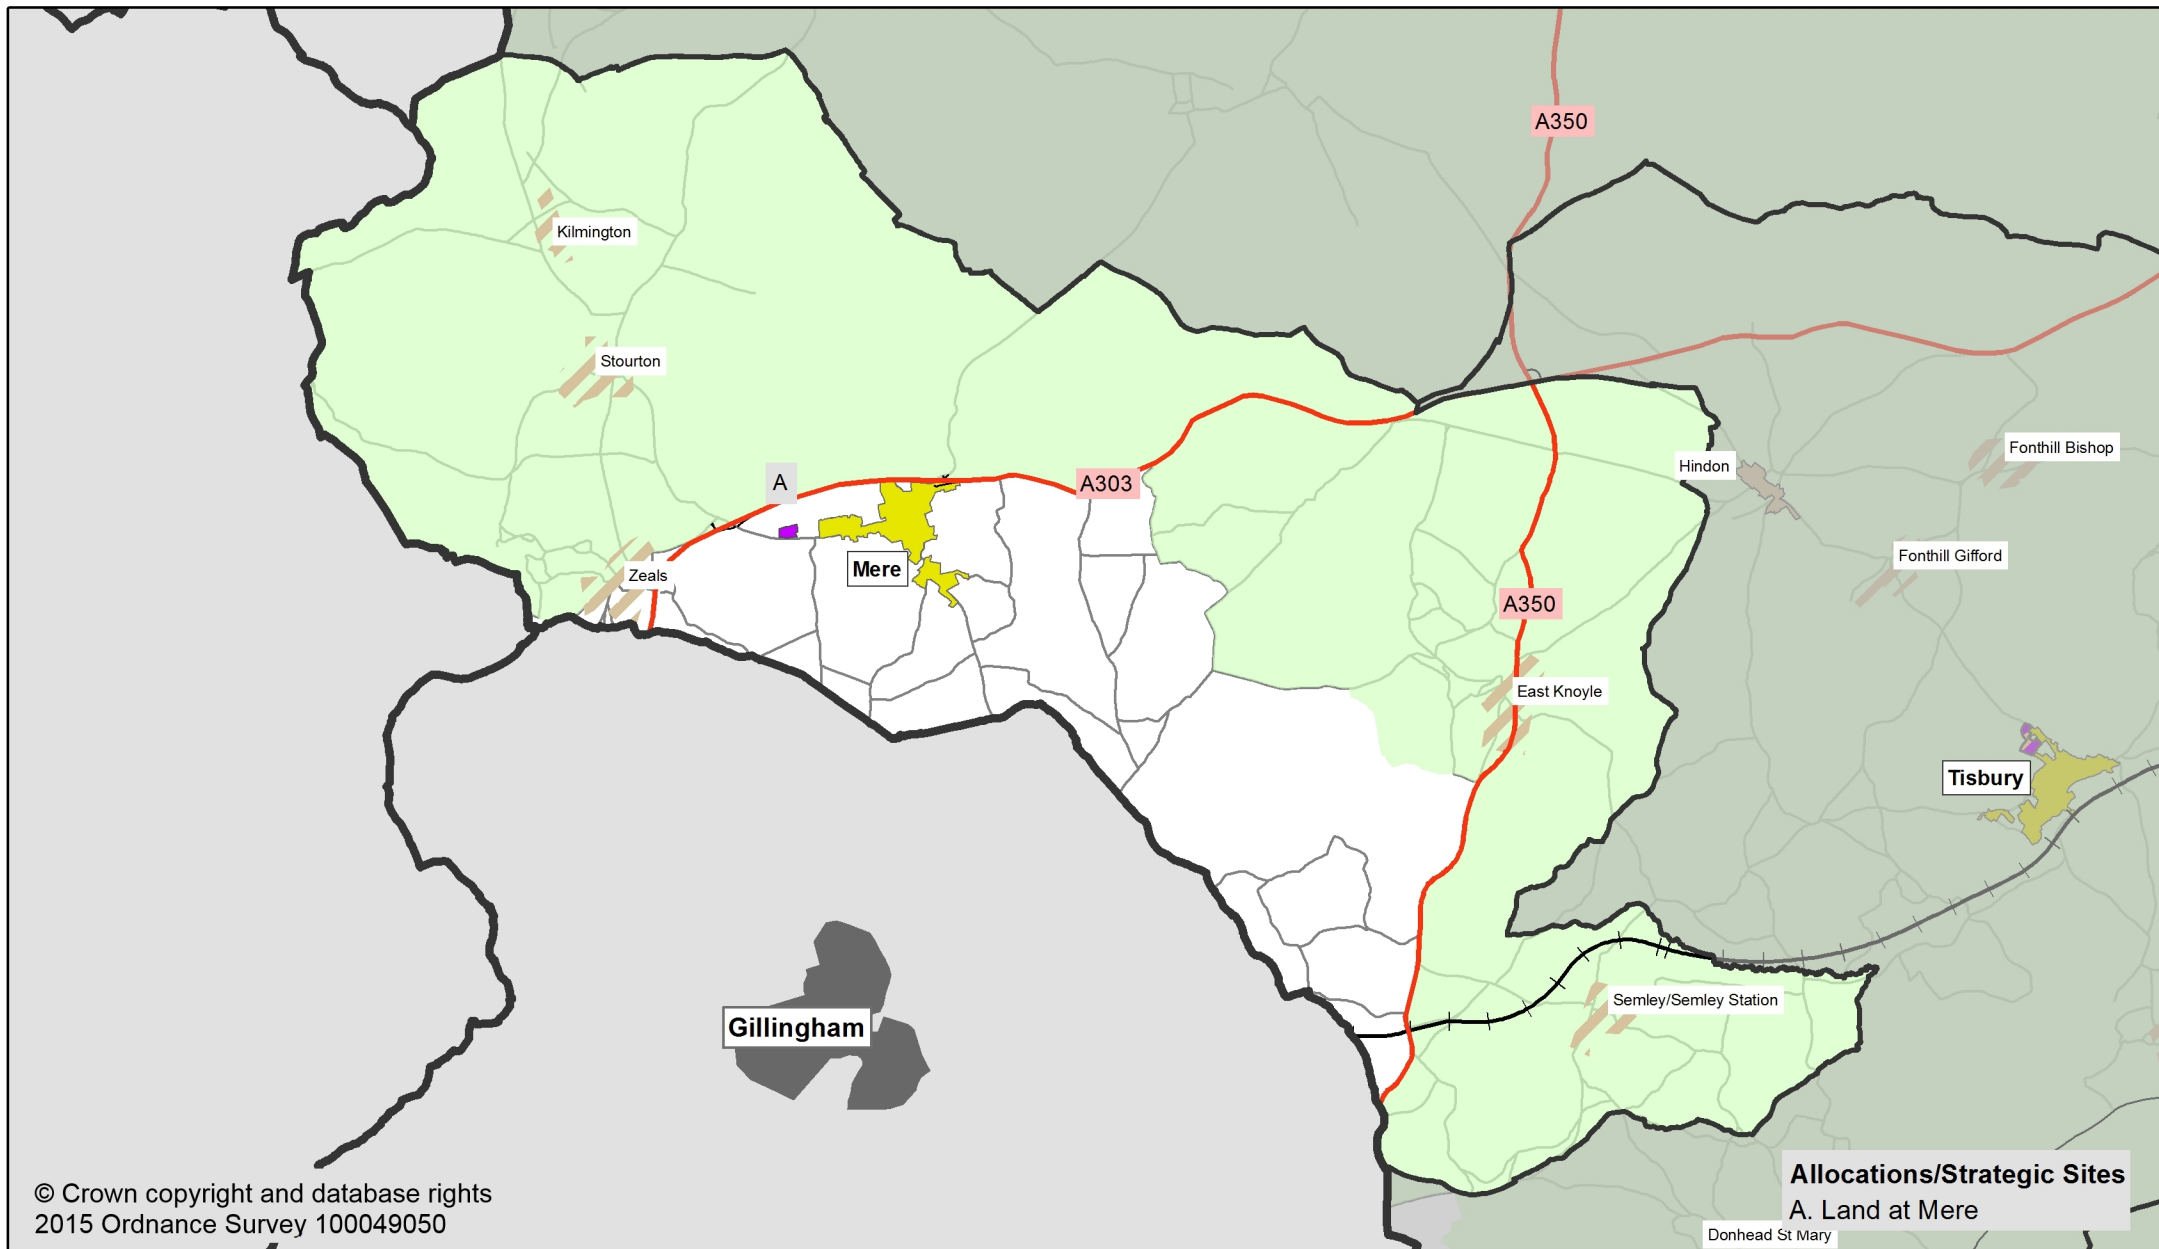 A350
Kilmington
Stourton
A
A303
Hindon
Fonthill Bishop
Fonthill Gifford
Mere
Zeals
A350
East Knoyle
Tisbury
Semley/Semley Station
Gillingham
Allocations/Strategic Sites
A. Land at Mere
Donhead St Mary
© Crown copyright and database rights
2015 Ordnance Survey 100049050